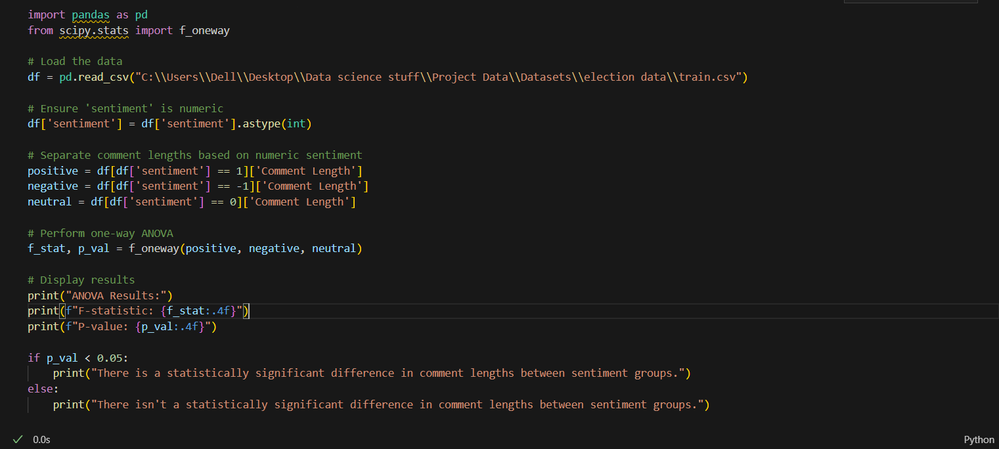 import pandas as pd
from scipy.stats import f_oneway

# Load the data
df = pd.read_csv("C:\\Users\\Dell\\Desktop\\Data science stuff\\Project Data\\Datasets\\election data\\train.csv")

# Ensure 'sentiment' is numeric
df['sentiment'] = df['sentiment'].astype(int)

# Separate comment lengths based on numeric sentiment
positive = df[df['sentiment'] == 1]['Comment Length']
negative = df[df['sentiment'] == -1]['Comment Length']
neutral = df[df['sentiment'] == 0]['Comment Length']

# Perform one-way ANOVA
f_stat, p_val = f_oneway(positive, negative, neutral)

# Display results
print("ANOVA Results:")
print(f"F-statistic: {f_stat:.4f}")
print(f"P-value: {p_val:.4f}")

if p_val < 0.05:
    print("There is a statistically significant difference in comment lengths between sentiment groups.")
else:
    print("There isn't a statistically significant difference in comment lengths between sentiment groups.")

0.0s
Python